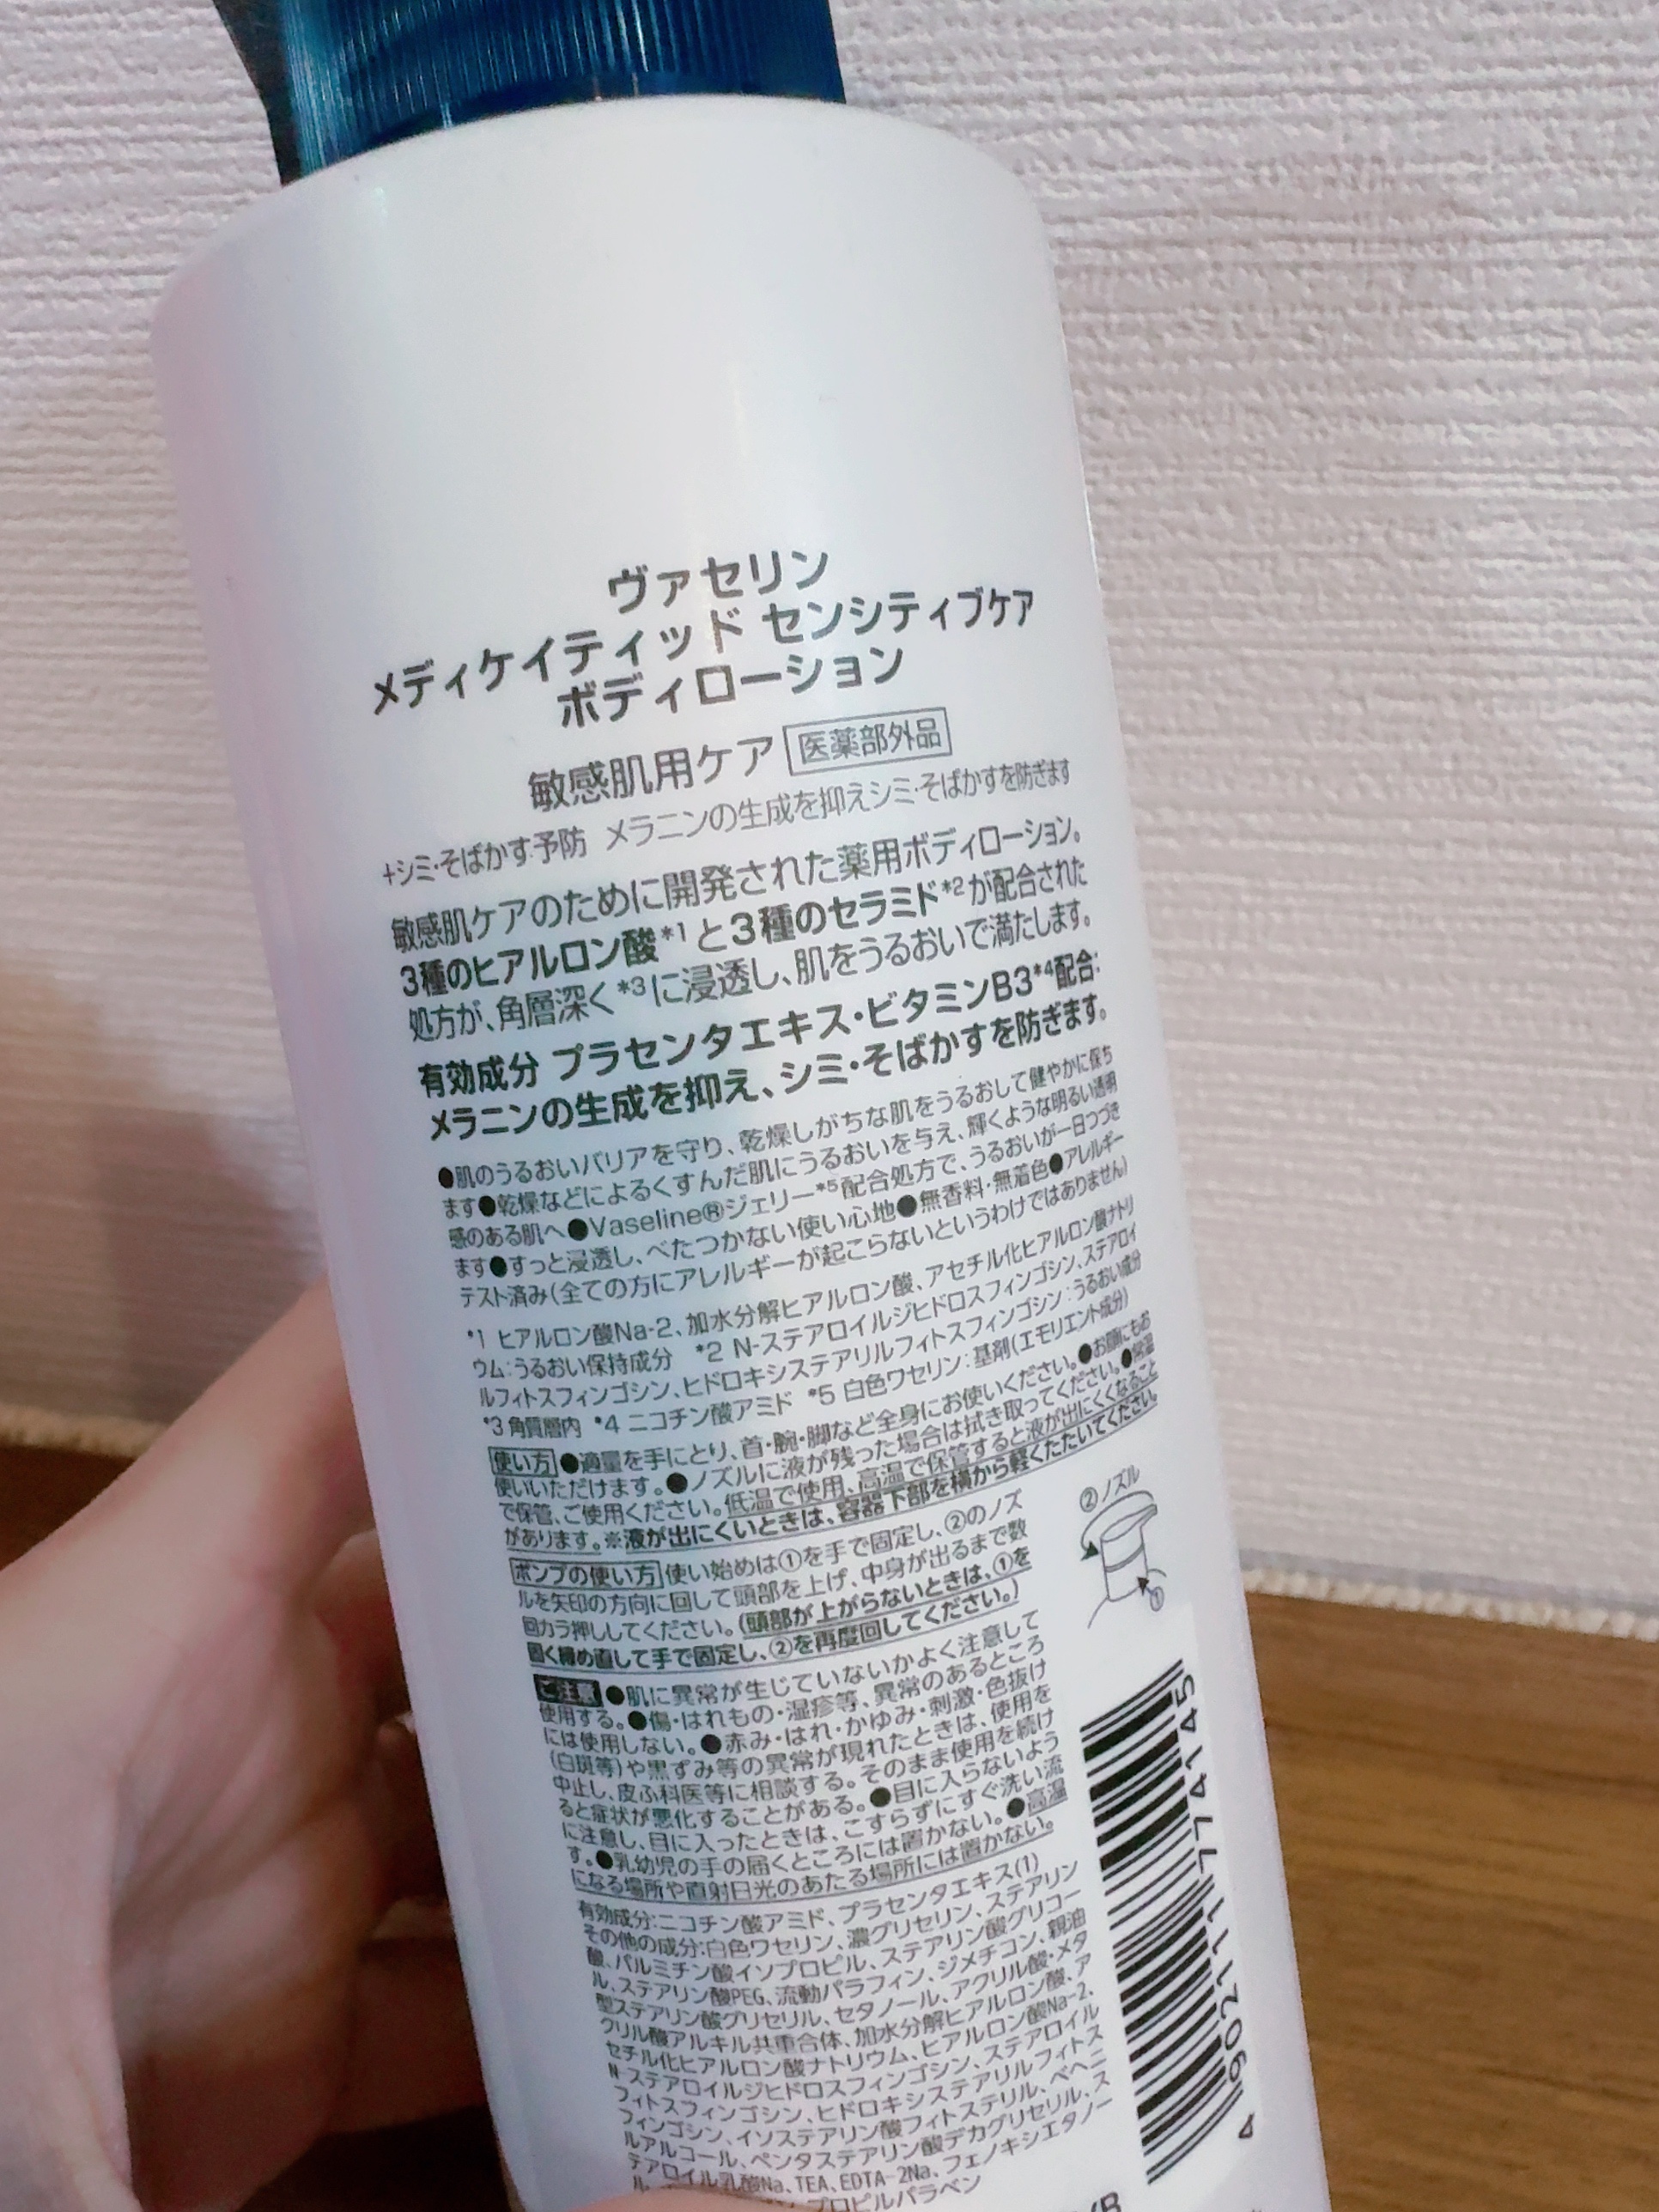 ヴァセリン
メディケイティッド センシティブケア
ボディローション
敏感肌用ケア 医薬部外品
+シミ・そばかす予防 メラニンの生成を抑えシミ・そばかすを防ぎます
敏感肌ケアのために開発された薬用ボディローション。
3種のヒアルロン酸*1と3種のセラミド*2が配合された
処方が、角層深く*3に浸透し、肌をうるおいで満たします。
有効成分 プラセンタエキス・ビタミンB3*4配合:
メラニンの生成を抑え、シミ・そばかすを防ぎます。
●肌のうるおいバリアを守り、乾燥しがちな肌をうるおして健やかに保ち
ます●乾燥などによるくすんだ肌にうるおいを与え、輝くような明るい透明
感のある肌へ●Vaseline®ジェリー*5配合処方で、うるおいが一日つづき
ます●すっと浸透し、べたつかない使い心地●無香料・無着色●アレルギー
テスト済み(全ての方にアレルギーが起こらないというわけではありません)
*1 ヒアルロン酸Na-2、加水分解ヒアルロン酸、アセチル化ヒアルロン酸ナトリ
ウム:うるおい保持成分 *2 N-ステアロイルジヒドロスフィンゴシン、ステアロイ
ルフィトスフィンゴシン、ヒドロキシステアリルフィトスフィンゴシン:うるおい成分
*3 角質層内 *4 ニコチン酸アミド *5 白色ワセリン:基剤(エモリエント成分)
使い方 ●適量を手にとり、首・腕・脚など全身にお使いください。●お顔にもお
使いいただけます。●ノズルに液が残った場合は拭き取ってください。●常温
で保管、ご使用ください。低温で使用、高温で保管すると液が出にくくなること
があります。※液が出にくいときは、容器下部を横から軽くたたいてください。
ポンプの使い方 使い始めは①を手で固定し、②のノズ
ルを矢印の方向に回して頭部を上げ、中身が出るまで数
回カラ押ししてください。(頭部が上がらないときは、①を
固く締め直して手で固定し、②を再度回してください。)
②ノズル
①
ご注意 ●肌に異常が生じていないかよく注意して
使用する。●傷・はれもの・湿疹等、異常のあるところ
には使用しない。●赤み・はれ・かゆみ・刺激・色抜け
(白斑等)や黒ずみ等の異常が現れたときは、使用を
中止し、皮ふ科医等に相談する。そのまま使用を続け
ると症状が悪化することがある。●目に入らないよう
に注意し、目に入ったときは、こすらずにすぐ洗い流
す。●乳幼児の手の届くところには置かない。●高温
になる場所や直射日光のあたる場所には置かない。
有効成分:ニコチン酸アミド、プラセンタエキス(1)
その他の成分:白色ワセリン、濃グリセリン、ステアリン
酸、パルミチン酸イソプロピル、ステアリン酸グリコー
ル、ステアリン酸PEG、流動パラフィン、ジメチコン、親油
型ステアリン酸グリセリル、セタノール、アクリル酸・メタ
クリル酸アルキル共重合体、加水分解ヒアルロン酸、ア
セチル化ヒアルロン酸ナトリウム、ヒアルロン酸Na-2、
N-ステアロイルジヒドロスフィンゴシン、ステアロイル
フィトスフィンゴシン、ヒドロキシステアリルフィトス
フィンゴシン、イソステアリン酸フィトステリル、ベヘニ
ルアルコール、ペンタステアリン酸デカグリセリル、ス
テアロイル乳酸Na、TEA、EDTA-2Na、フェノキシエタノー
ル、プロピルパラベン
4 902111 774145